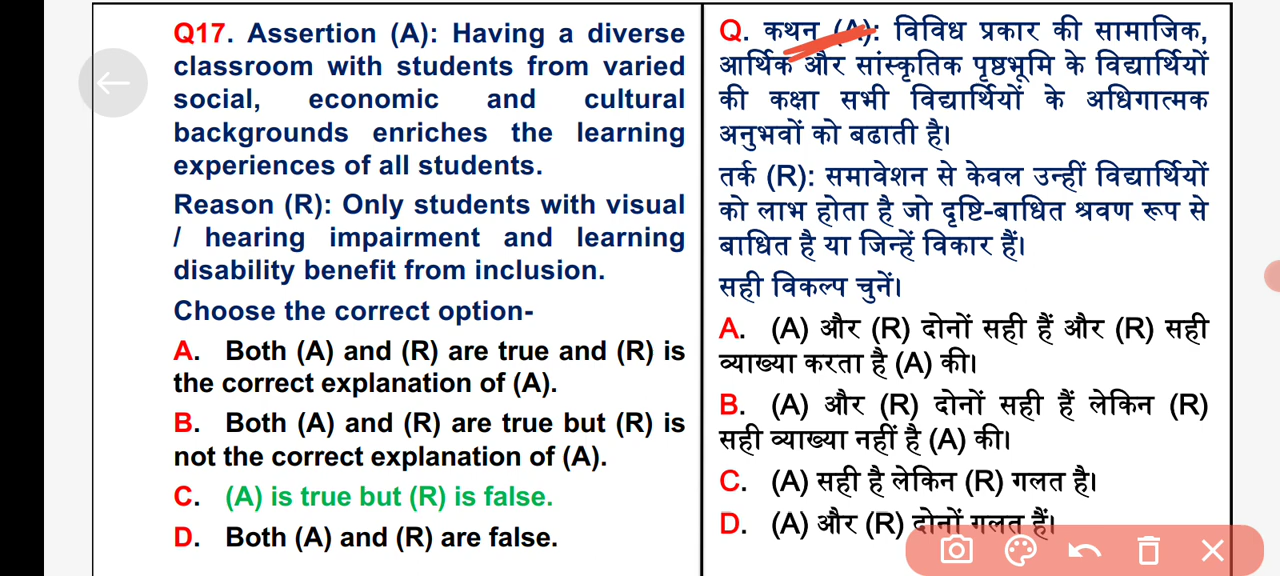 Q17. Assertion (A): Having a diverse
classroom with students from varied
social, economic and cultural
backgrounds enriches the learning
experiences of all students.
Reason (R): Only students with visual
/ hearing impairment and learning
disability benefit from inclusion.
Choose the correct option-
A. Both (A) and (R) are true and (R) is
the correct explanation of (A).
B. Both (A) and (R) are true but (R) is
not the correct explanation of (A).
C. (A) is true but (R) is false.
D. Both (A) and (R) are false.
Q. कथन (A): विविध प्रकार की सामाजिक,
आर्थिक और सांस्कृतिक पृष्ठभूमि के विद्यार्थियों
की कक्षा सभी विद्यार्थियों के अधिगात्मक
अनुभवों को बढाती है।
तर्क (R): समावेशन से केवल उन्हीं विद्यार्थियों
को लाभ होता है जो दृष्टि-बाधित श्रवण रूप से
बाधित है या जिन्हें विकार हैं।
सही विकल्प चुनें।
A. (A) और (R) दोनों सही हैं और (R) सही
व्याख्या करता है (A) की।
B. (A) और (R) दोनों सही हैं लेकिन (R)
सही व्याख्या नहीं है (A) की।
C. (A) सही है लेकिन (R) गलत है।
D. (A) और (R) दोनों गलत हैं।